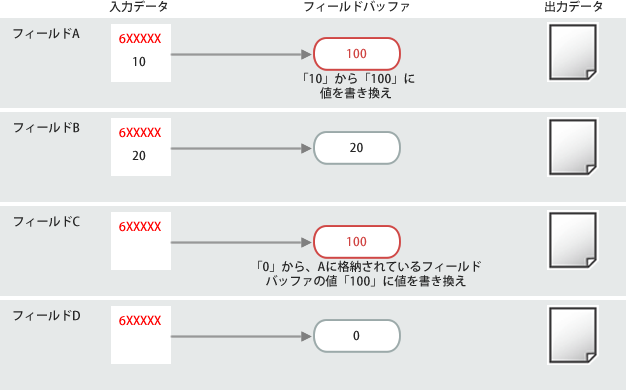 入力データ フィールドバッファ 出力データ
フィールドA
6XXXXX
10
100
「10」から「100」に
値を書き換え
フィールドB
6XXXXX
20
20
フィールドC
6XXXXX
100
「0」から、Aに格納されているフィールド
バッファの値「100」に値を書き換え
フィールドD
6XXXXX
0